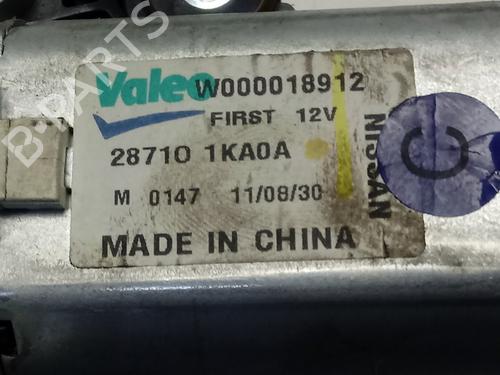 B-PARTS
Valeo W000018912
FIRST 12V
28710 1KA0A
M 0147 11/08/30
MADE IN CHINA
NISSAN
C